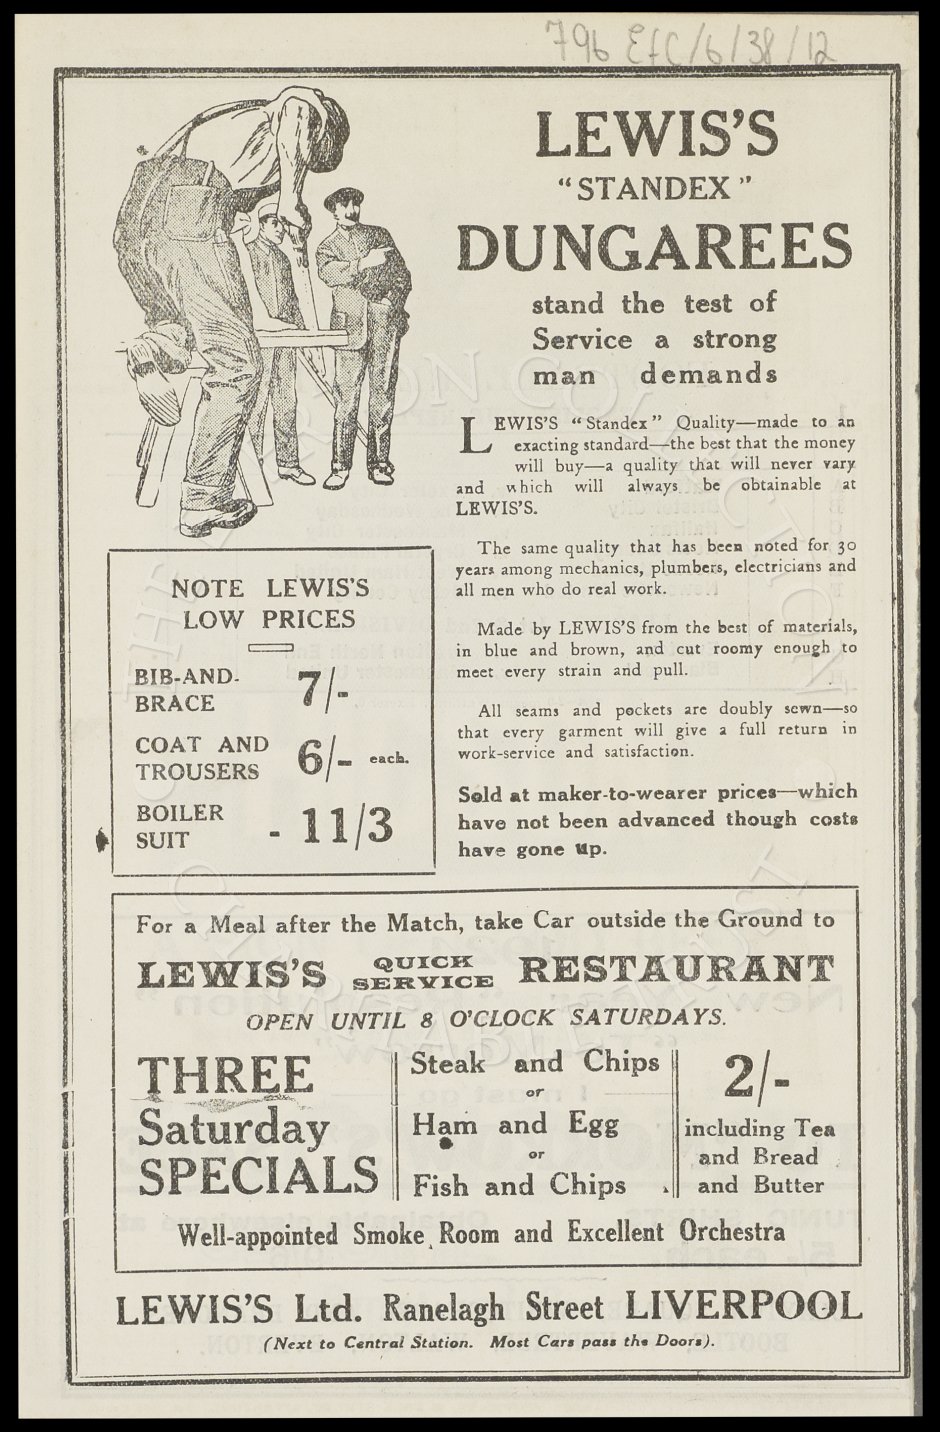 796 EFC/6/38/12
LEWIS'S
"STANDEX"
DUNGAREES
stand the test of
Service a strong
man demands
LEWIS'S "Standex" Quality—made to an
exacting standard—the best that the money
will buy—a quality that will never vary
and which will always be obtainable at
LEWIS'S.
The same quality that has been noted for 30
years among mechanics, plumbers, electricians and
all men who do real work.
Made by LEWIS'S from the best of materials,
in blue and brown, and cut roomy enough to
meet every strain and pull.
All seams and pockets are doubly sewn—so
that every garment will give a full return in
work-service and satisfaction.
Sold at maker-to-wearer prices—which
have not been advanced though costs
have gone up.
NOTE LEWIS'S
LOW PRICES
BIB-AND-
BRACE 7/-
COAT AND
TROUSERS 6/- each.
BOILER
SUIT - 11/3
For a Meal after the Match, take Car outside the Ground to
LEWIS'S QUICK SERVICE RESTAURANT
OPEN UNTIL 8 O'CLOCK SATURDAYS.
THREE
Saturday
SPECIALS
Steak and Chips
or
Ham and Egg
or
Fish and Chips
2/-
including Tea
and Bread
and Butter
Well-appointed Smoke Room and Excellent Orchestra
LEWIS'S Ltd. Ranelagh Street LIVERPOOL
(Next to Central Station. Most Cars pass the Doors).